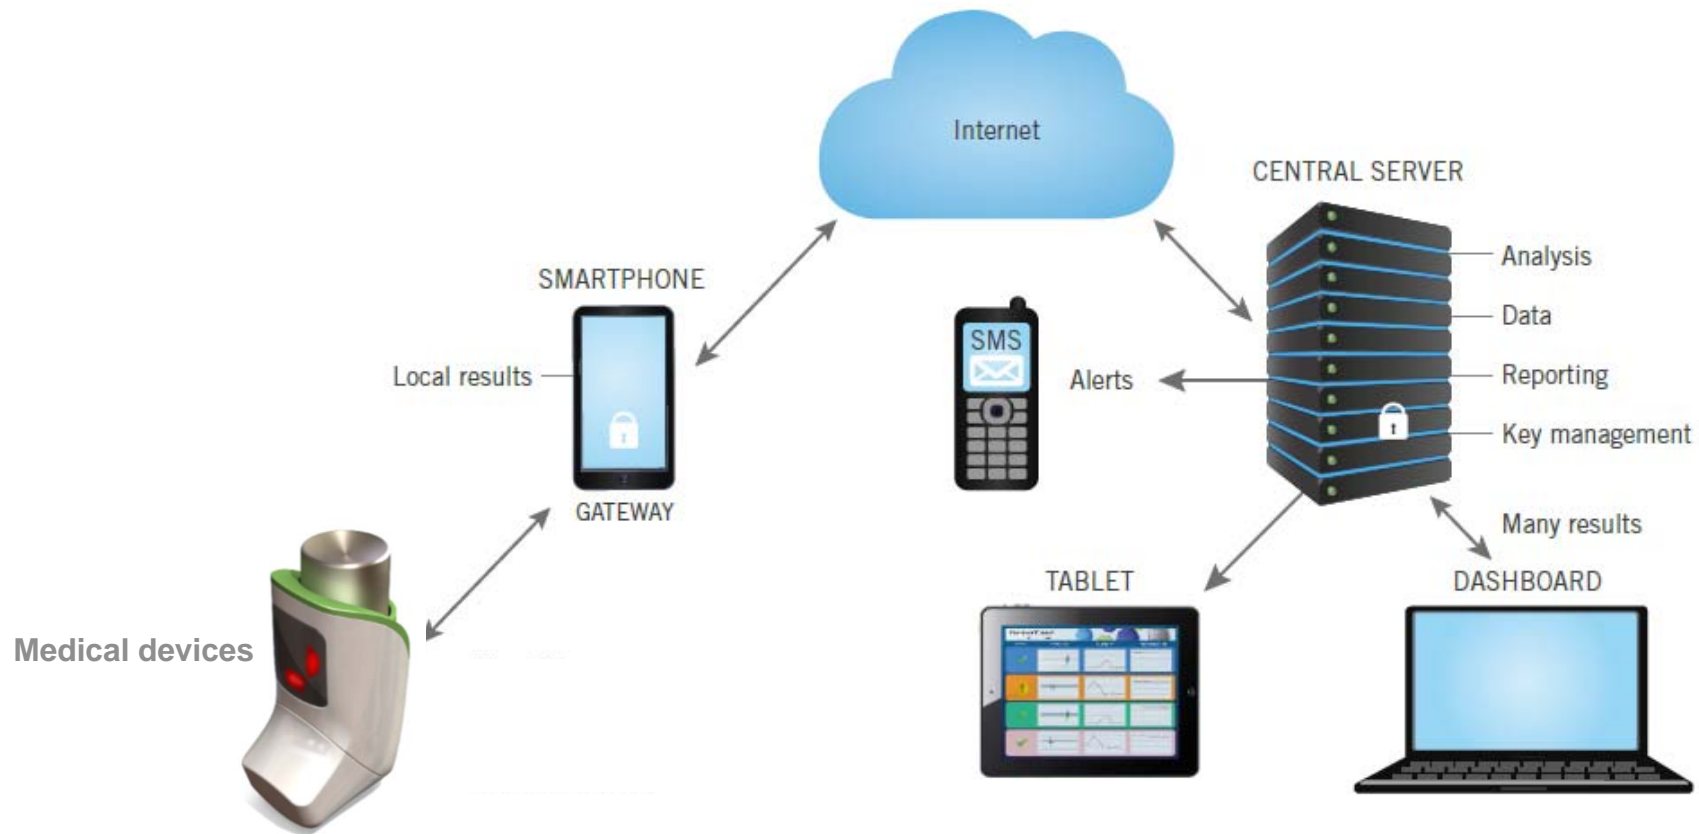 Internet
CENTRAL SERVER
Analysis
SMARTPHONE
Data
SMS
Local results
Alerts
Reporting
Key management
GATEWAY
Many results
TABLET
DASHBOARD
Medical devices